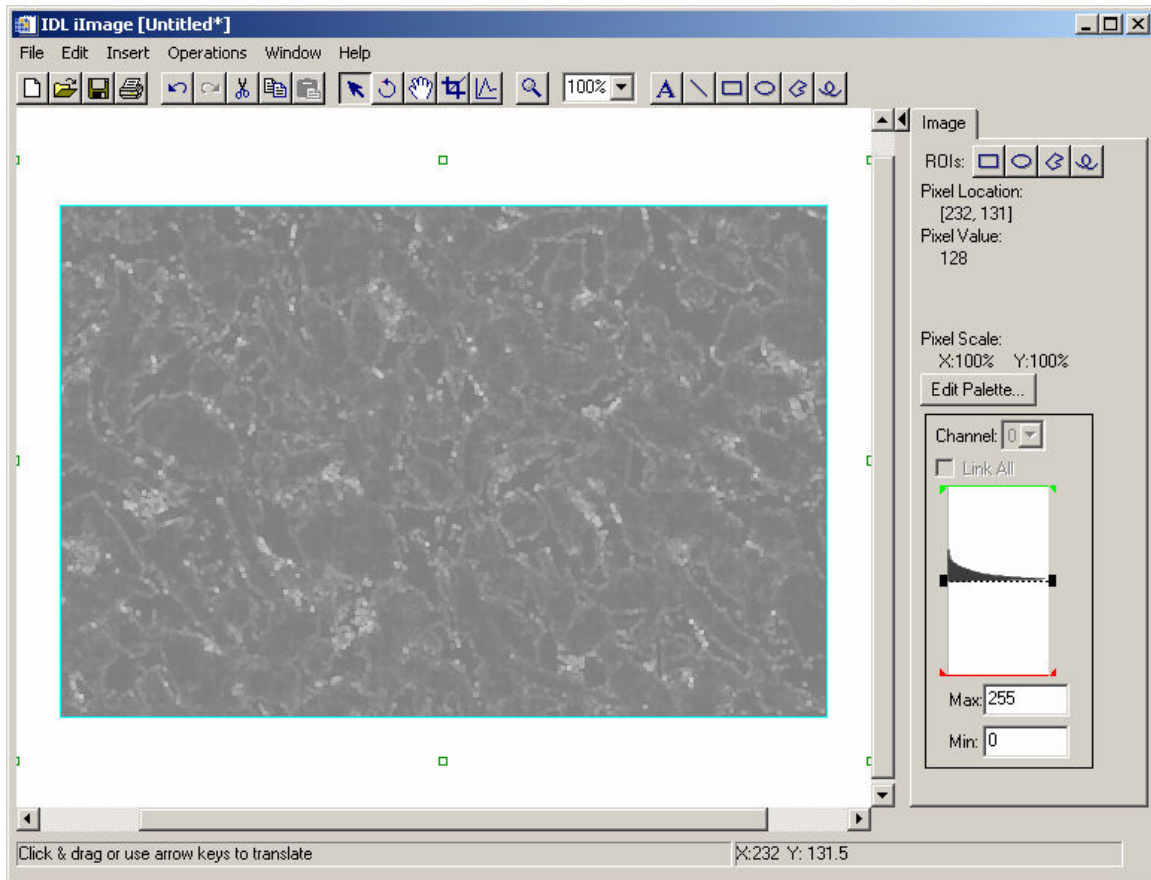 IDL iImage [Untitled*]
File Edit Insert Operations Window Help
100%
A
Image
ROIs:
Pixel Location:
[232, 131]
Pixel Value:
128
Pixel Scale:
X:100% Y:100%
Edit Palette...
Channel: 0
Link All
Max: 255
Min: 0
Click & drag or use arrow keys to translate
X:232 Y: 131.5